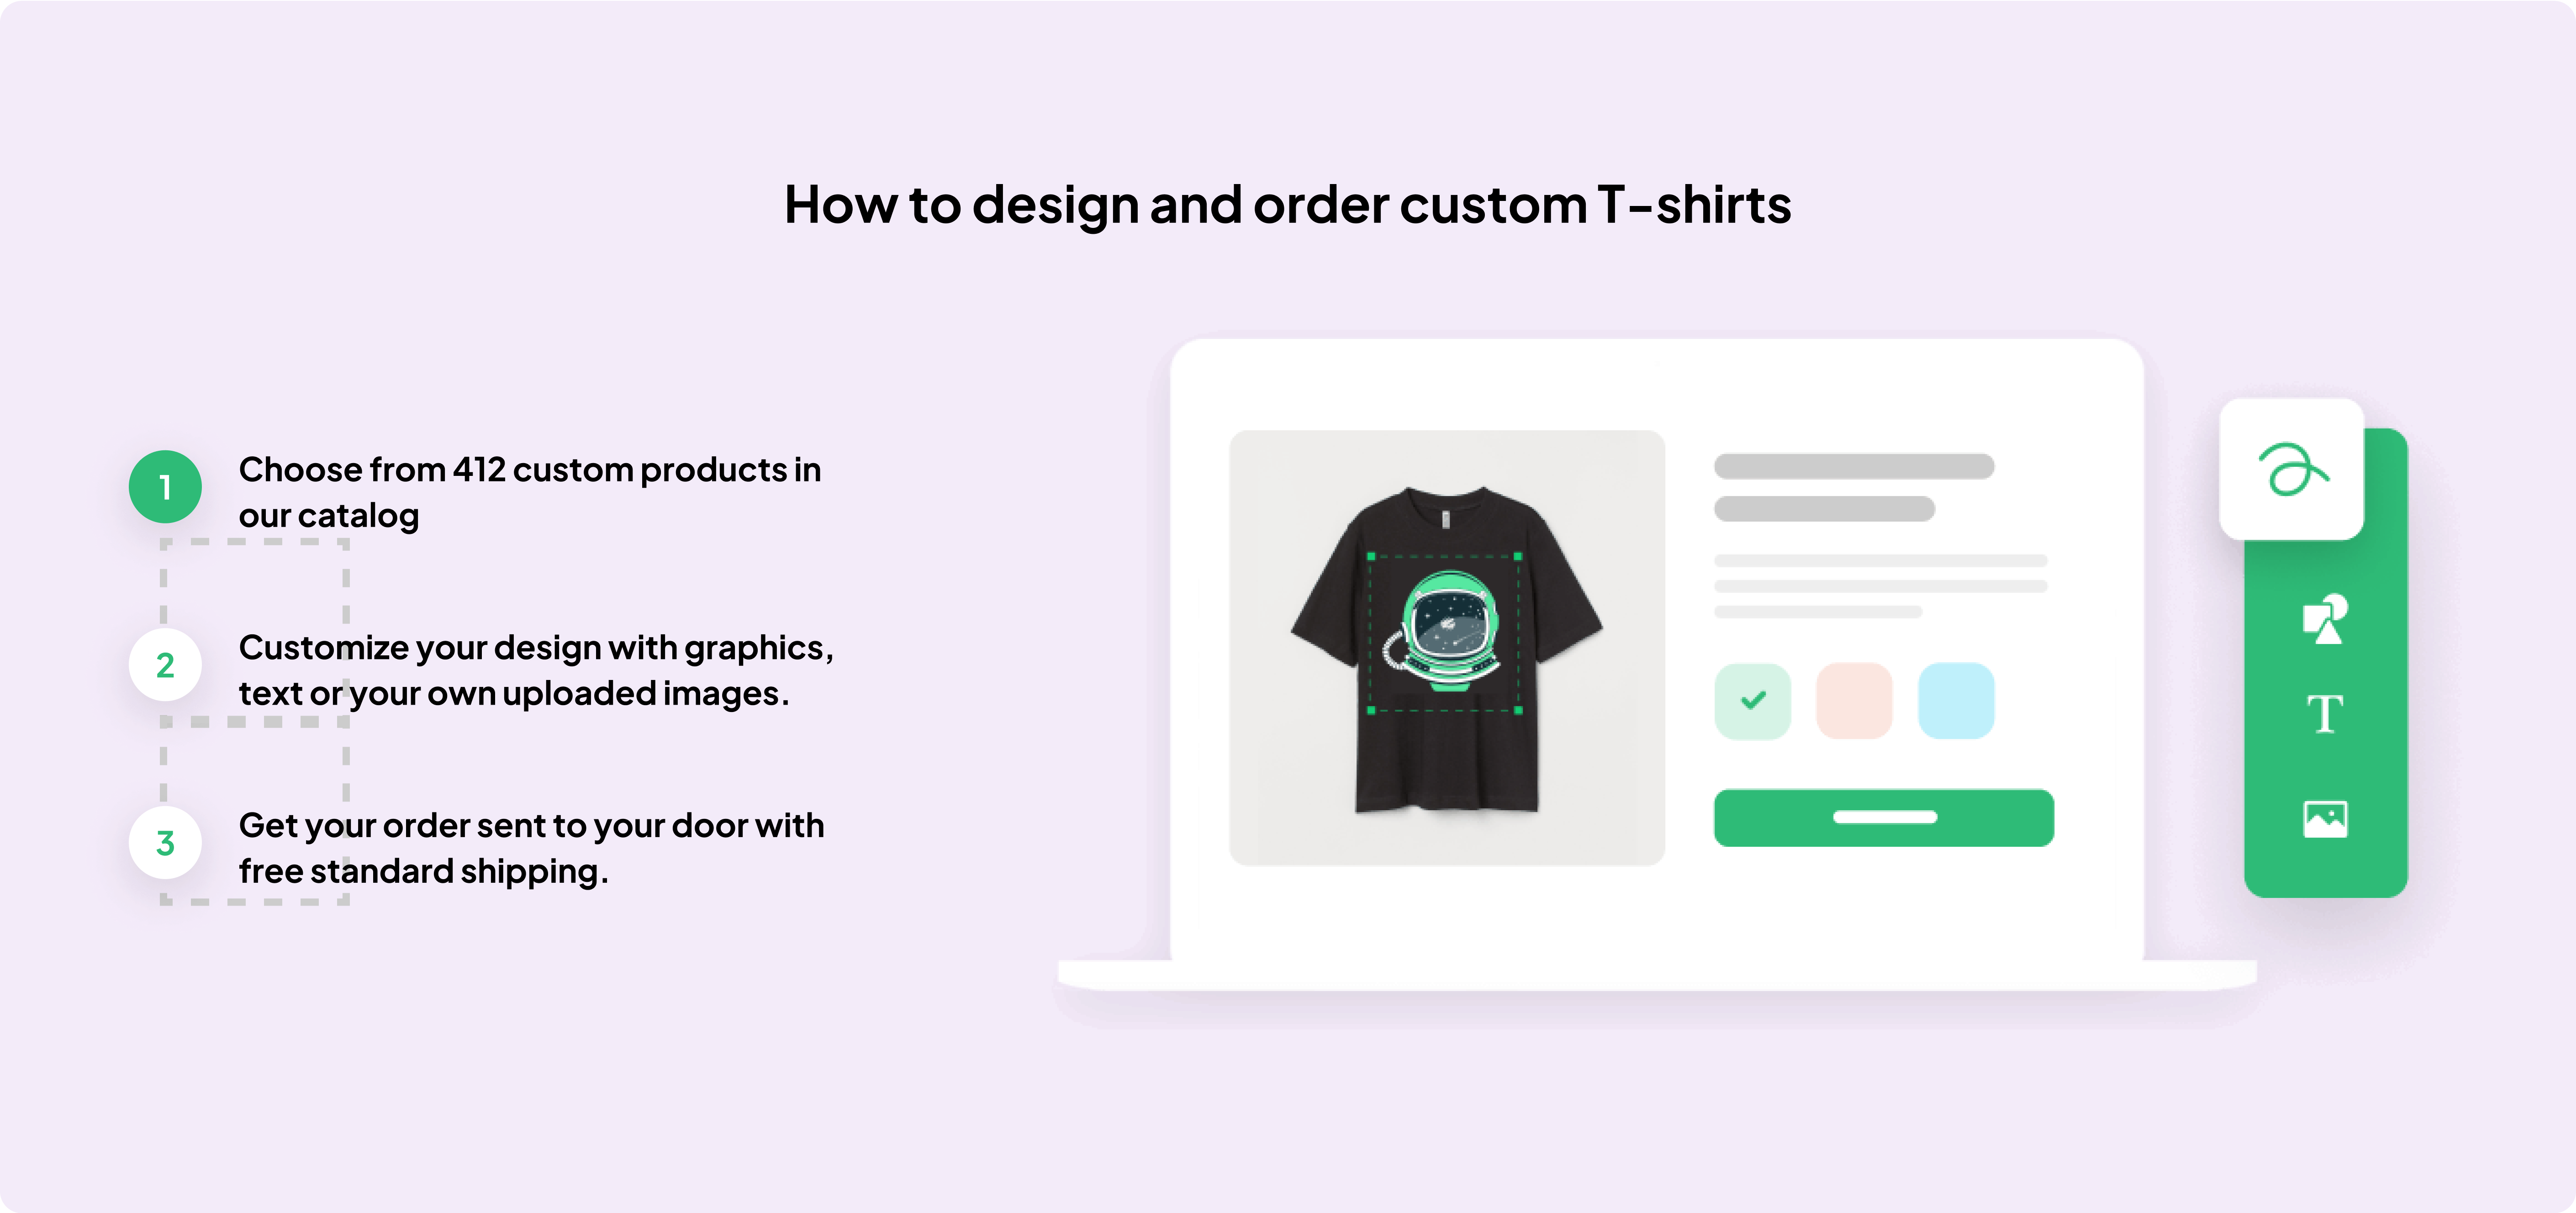 How to design and order custom T-shirts
1
Choose from 412 custom products in
our catalog
2
Customize your design with graphics,
text or your own uploaded images.
3
Get your order sent to your door with
free standard shipping.
T